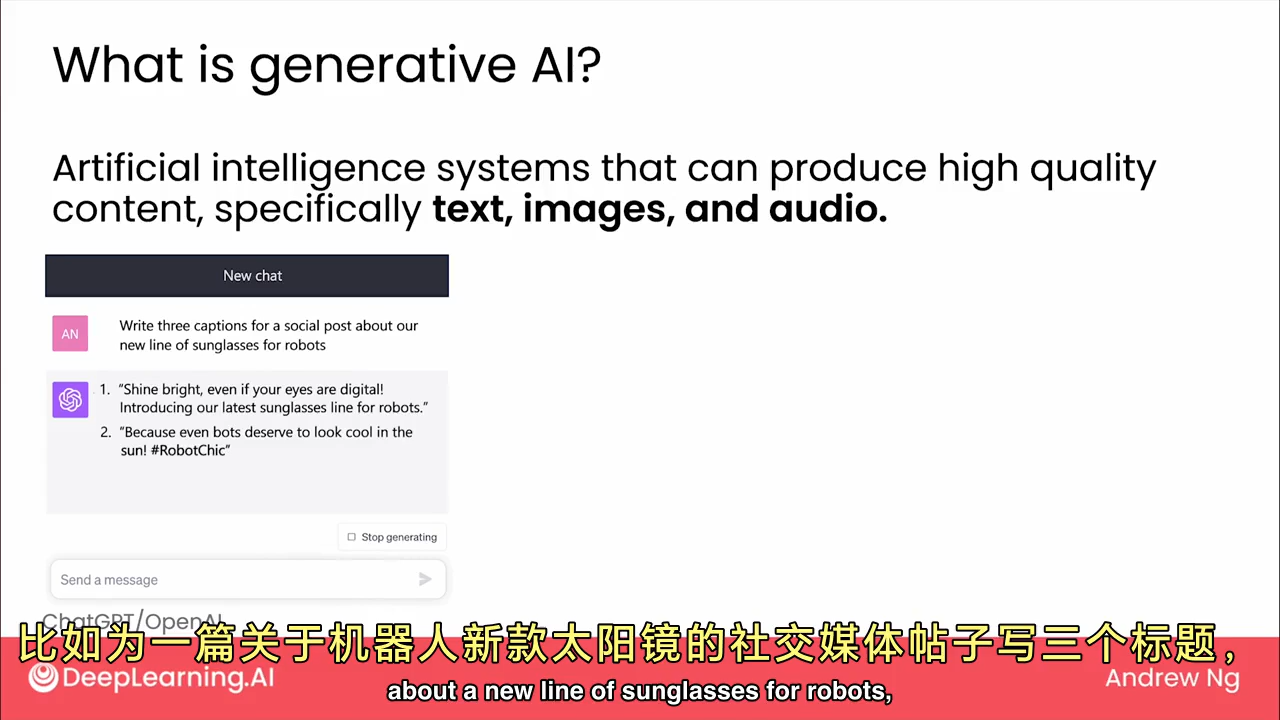 What is generative AI?
Artificial intelligence systems that can produce high quality
content, specifically text, images, and audio.
New chat
AN
Write three captions for a social post about our
new line of sunglasses for robots
1. “Shine bright, even if your eyes are digital!
Introducing our latest sunglasses line for robots.”
2. “Because even bots deserve to look cool in the
sun! #RobotChic”
Stop generating
Send a message
ChatGPT/OpenAI
比如为一篇关于机器人新款太阳镜的社交媒体帖子写三个标题，
DeepLearning.AI
Andrew Ng
about a new line of sunglasses for robots,